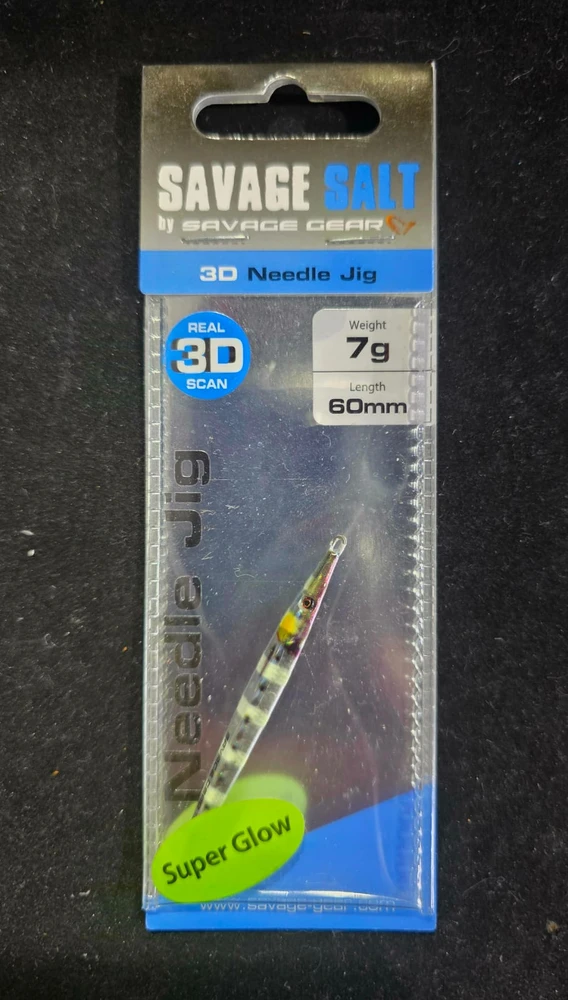 SAVAGE SALT
by SAVAGE GEAR
3D Needle Jig
REAL
3D
SCAN
Weight
7g
Length
60mm
Needle Jig
Super Glow
www.savage-gear.com